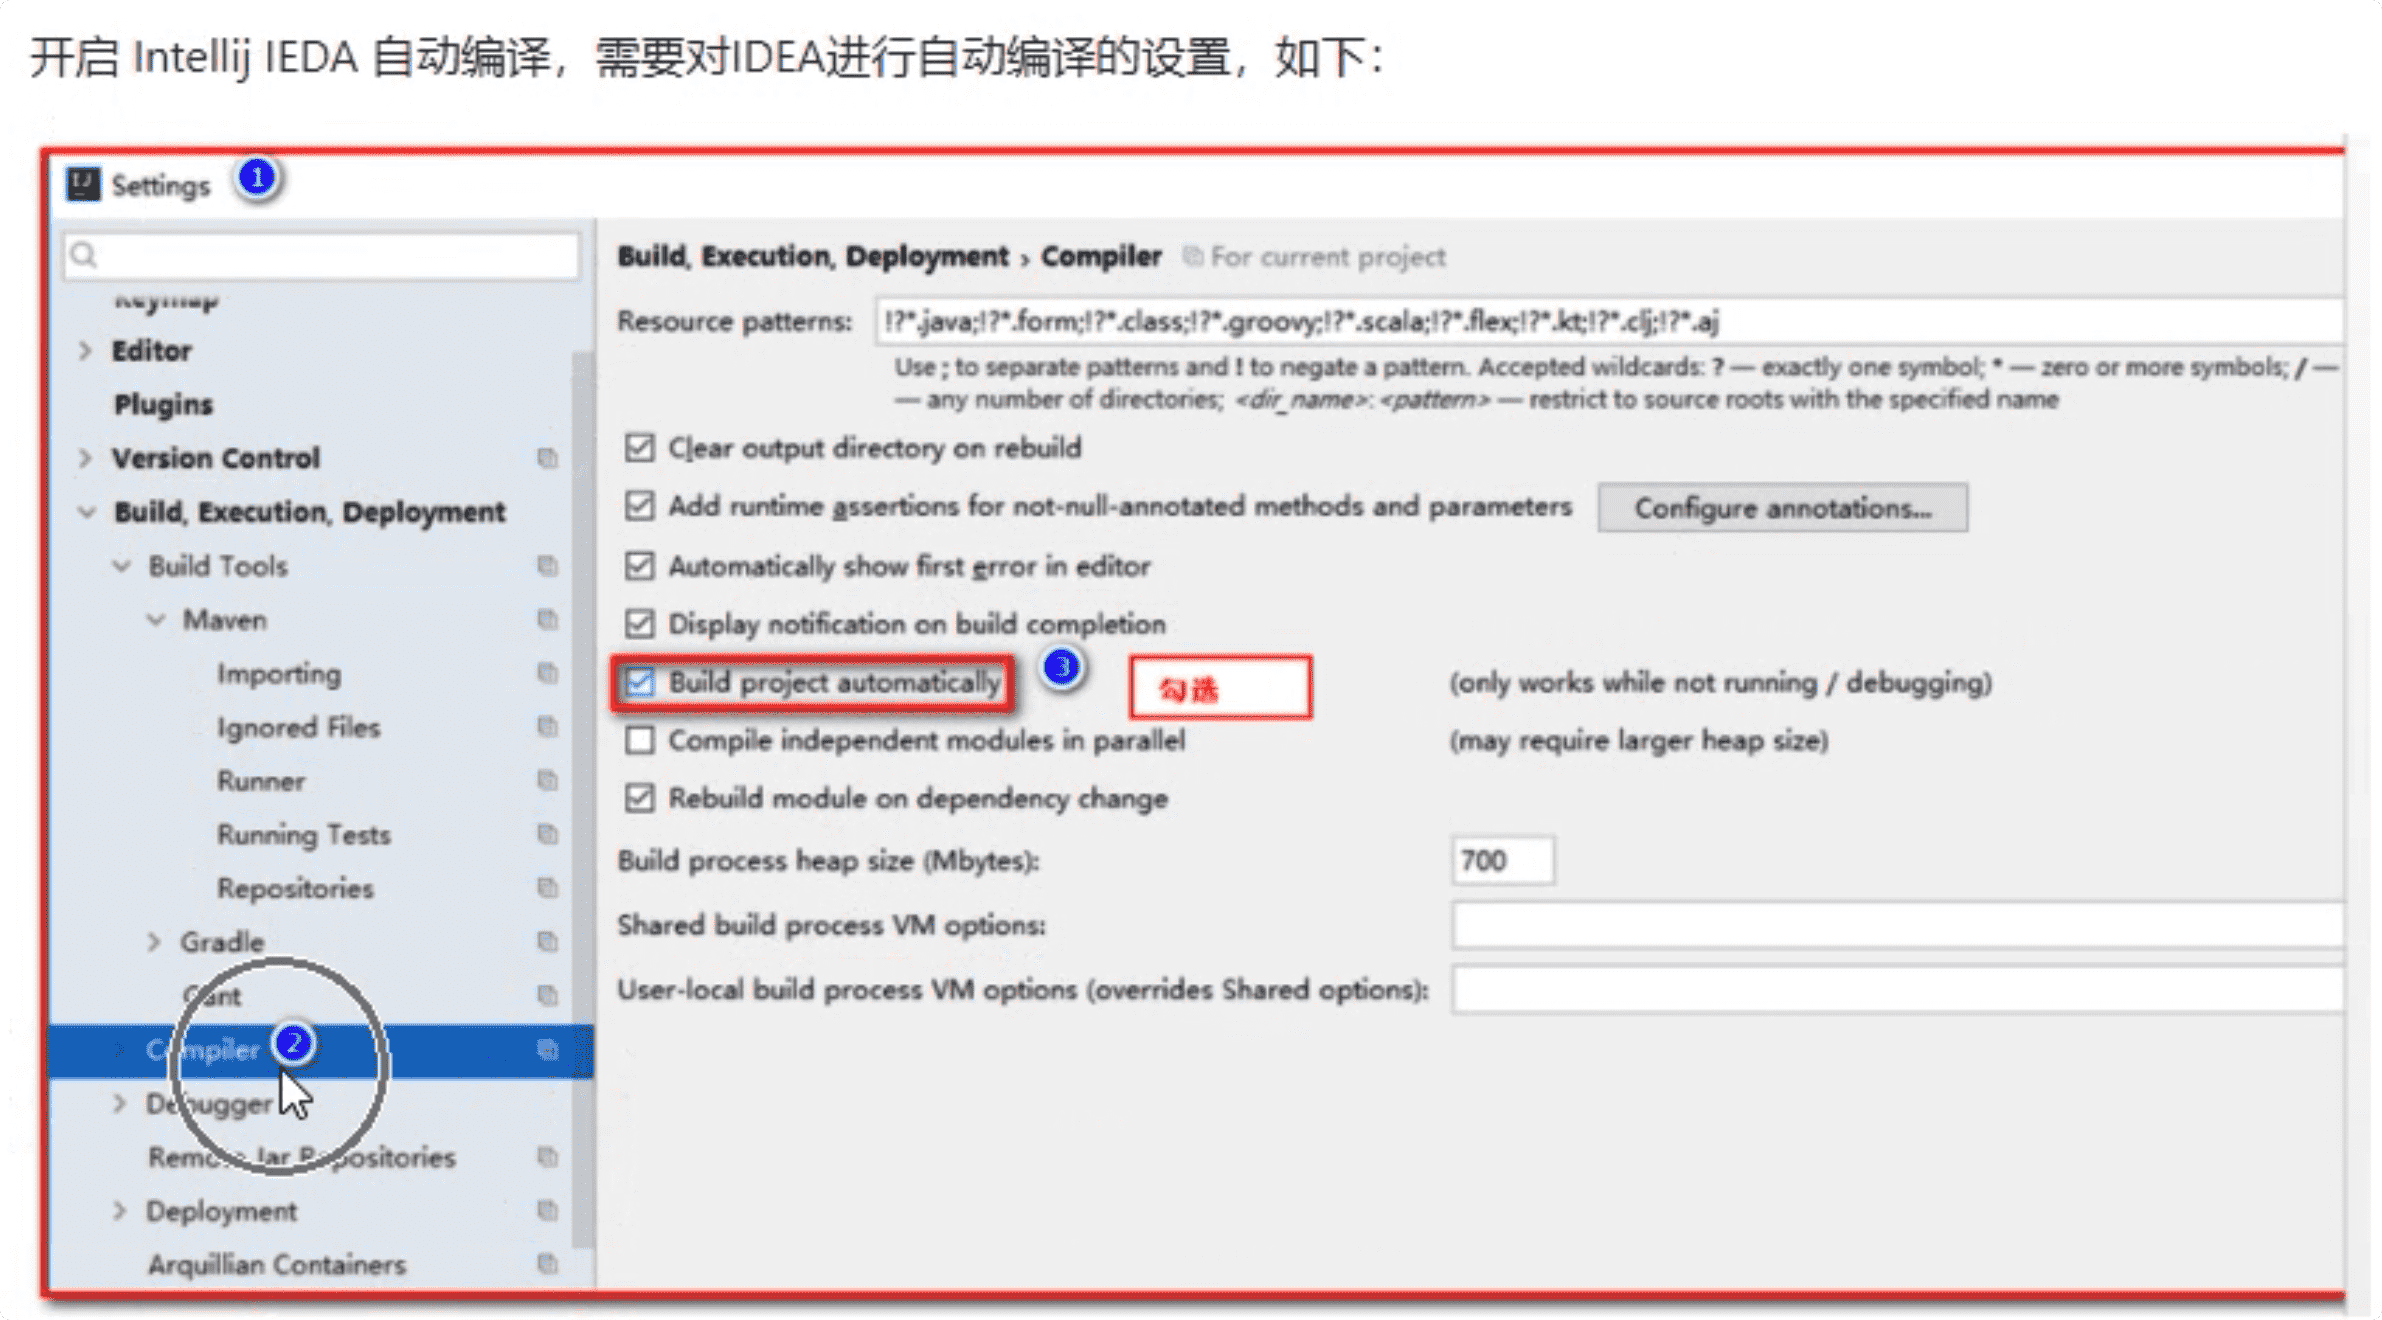 开启 Intellij IEDA 自动编译，需要对IDEA进行自动编译的设置，如下：
Settings 1
Keymap
Editor
Plugins
Version Control
Build, Execution, Deployment
Build Tools
Maven
Importing
Ignored Files
Runner
Running Tests
Repositories
Gradle
Gant
Compiler 2
Debugger
Remote Jar Repositories
Deployment
Arquillian Containers
Build, Execution, Deployment › Compiler For current project
Resource patterns: !?*.java;!?*.form;!?*.class;!?*.groovy;!?*.scala;!?*.flex;!?*.kt;!?*.clj;!?*.aj
Use ; to separate patterns and ! to negate a pattern. Accepted wildcards: ? — exactly one symbol; * — zero or more symbols; / —
— any number of directories; <dir_name>:<pattern> — restrict to source roots with the specified name
Clear output directory on rebuild
Add runtime assertions for not-null-annotated methods and parameters Configure annotations...
Automatically show first error in editor
Display notification on build completion
Build project automatically 3 勾选 (only works while not running / debugging)
Compile independent modules in parallel (may require larger heap size)
Rebuild module on dependency change
Build process heap size (Mbytes): 700
Shared build process VM options:
User-local build process VM options (overrides Shared options):